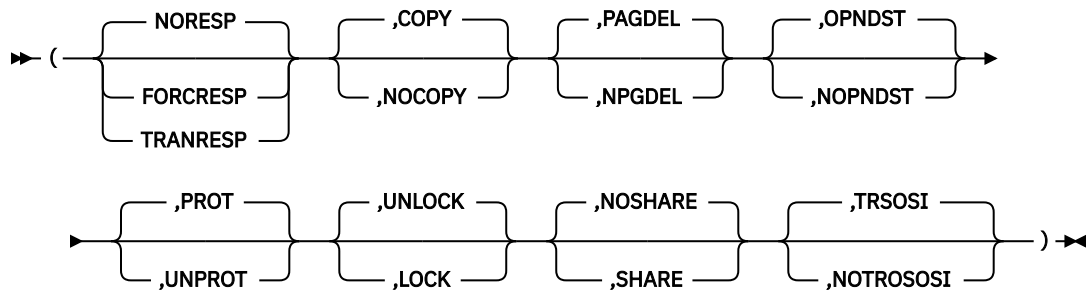 NORESP ,COPY ,PAGDEL ,OPNDST
(
FORCRESP ,NOCOPY ,NPGDEL ,NOPNDST
TRANRESP
,PROT ,UNLOCK ,NOSHARE ,TRSOSI
)
,UNPROT ,LOCK ,SHARE ,NOTROSOSI